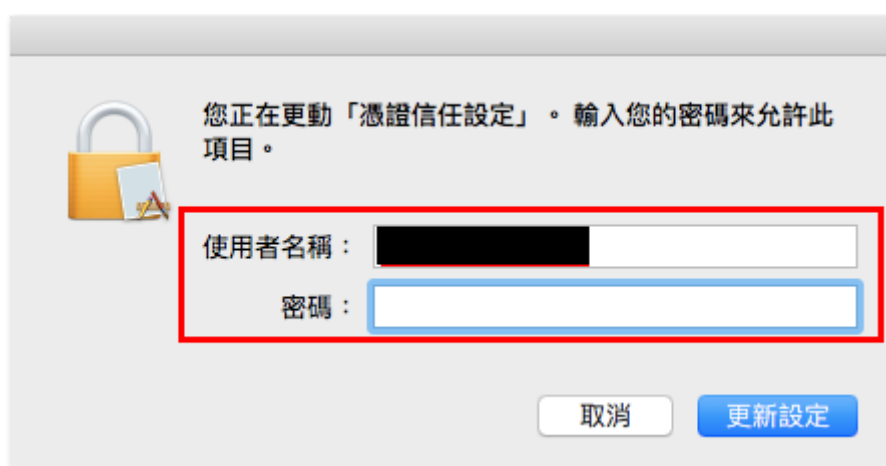 您正在更動「憑證信任設定」。輸入您的密碼來允許此
項目。
使用者名稱：
密碼：
取消 更新設定